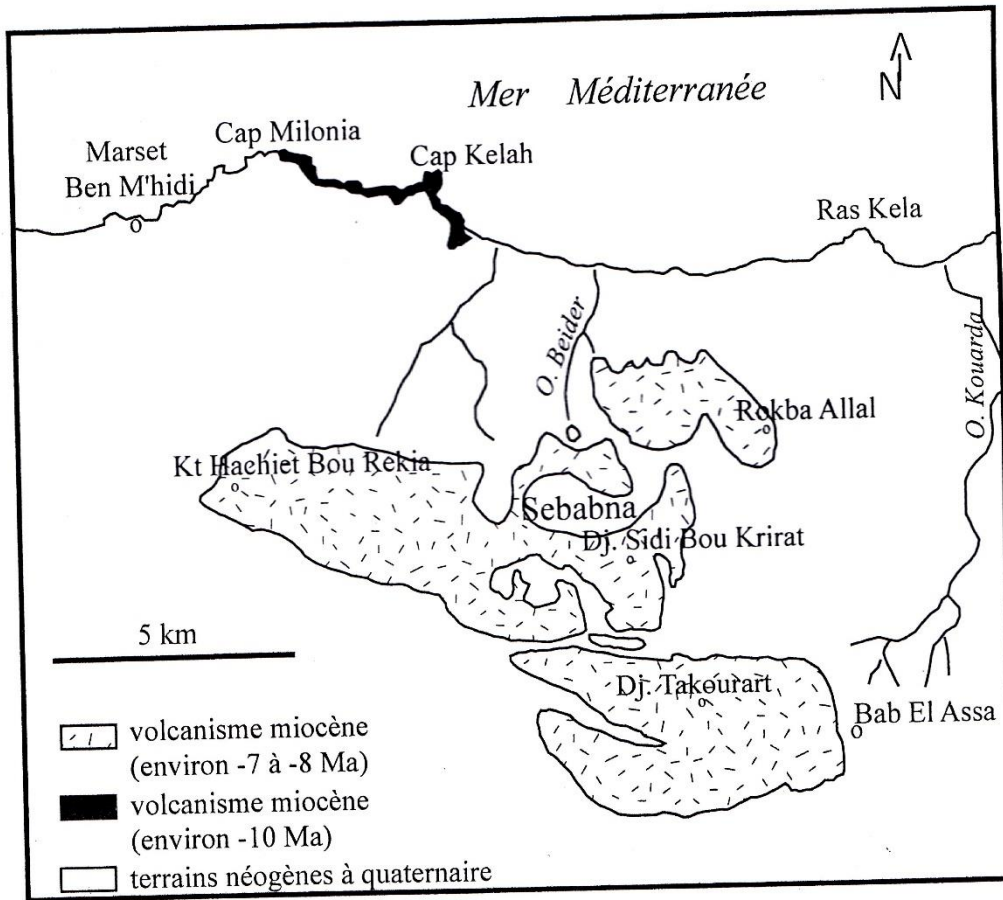 Mer Méditerranée
N
Cap Milonia
Marset
Ben M'hidi
Cap Kelah
Ras Kela
O. Beider
O. Kouarda
Rokba Allal
Kt Hachiet Bou Rekia
Sebabna
Dj. Sidi Bou Krirat
5 km
Dj. Takourart
Bab El Assa
volcanisme miocène
(environ -7 à -8 Ma)
volcanisme miocène
(environ -10 Ma)
terrains néogènes à quaternaire